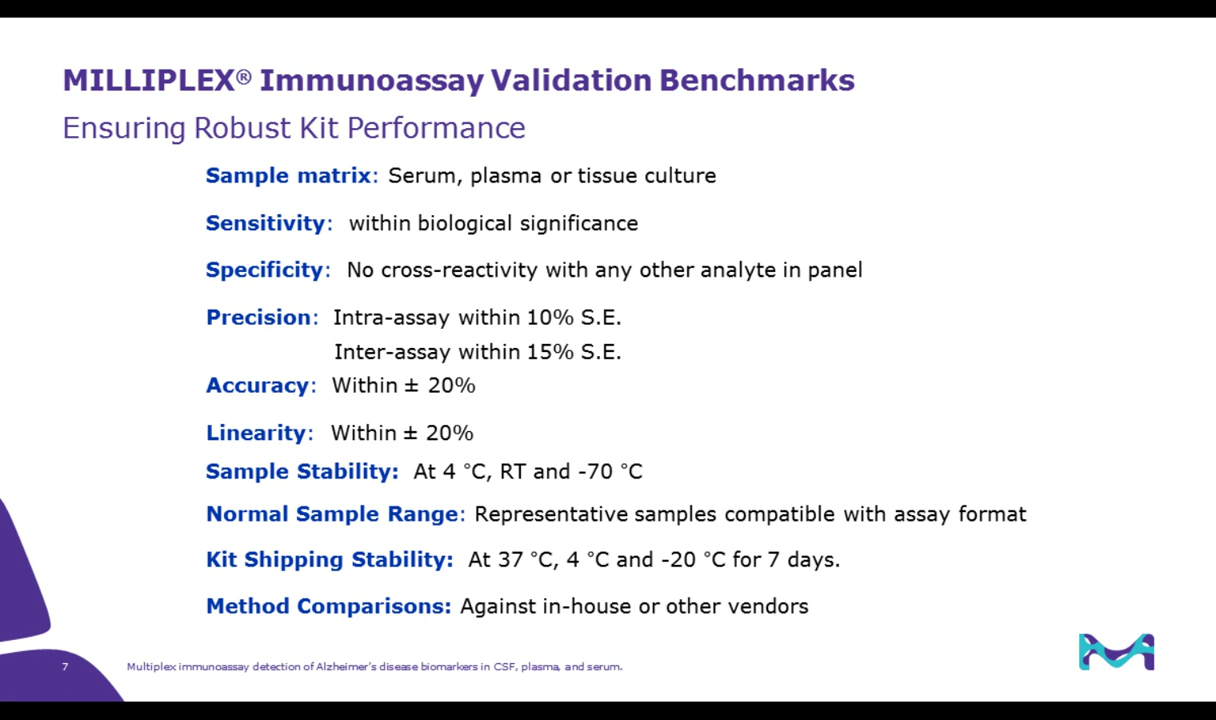 MILLIPLEX® Immunoassay Validation Benchmarks
Ensuring Robust Kit Performance
Sample matrix: Serum, plasma or tissue culture
Sensitivity: within biological significance
Specificity: No cross-reactivity with any other analyte in panel
Precision: Intra-assay within 10% S.E.
Inter-assay within 15% S.E.
Accuracy: Within ± 20%
Linearity: Within ± 20%
Sample Stability: At 4 °C, RT and -70 °C
Normal Sample Range: Representative samples compatible with assay format
Kit Shipping Stability: At 37 °C, 4 °C and -20 °C for 7 days.
Method Comparisons: Against in-house or other vendors
7 Multiplex immunoassay detection of Alzheimer's disease biomarkers in CSF, plasma, and serum.
M